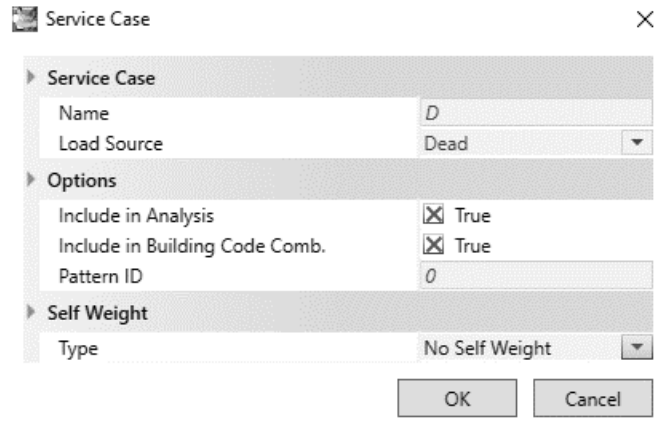 Service Case
Service Case
Name D
Load Source Dead
Options
Include in Analysis True
Include in Building Code Comb. True
Pattern ID 0
Self Weight
Type No Self Weight
OK Cancel